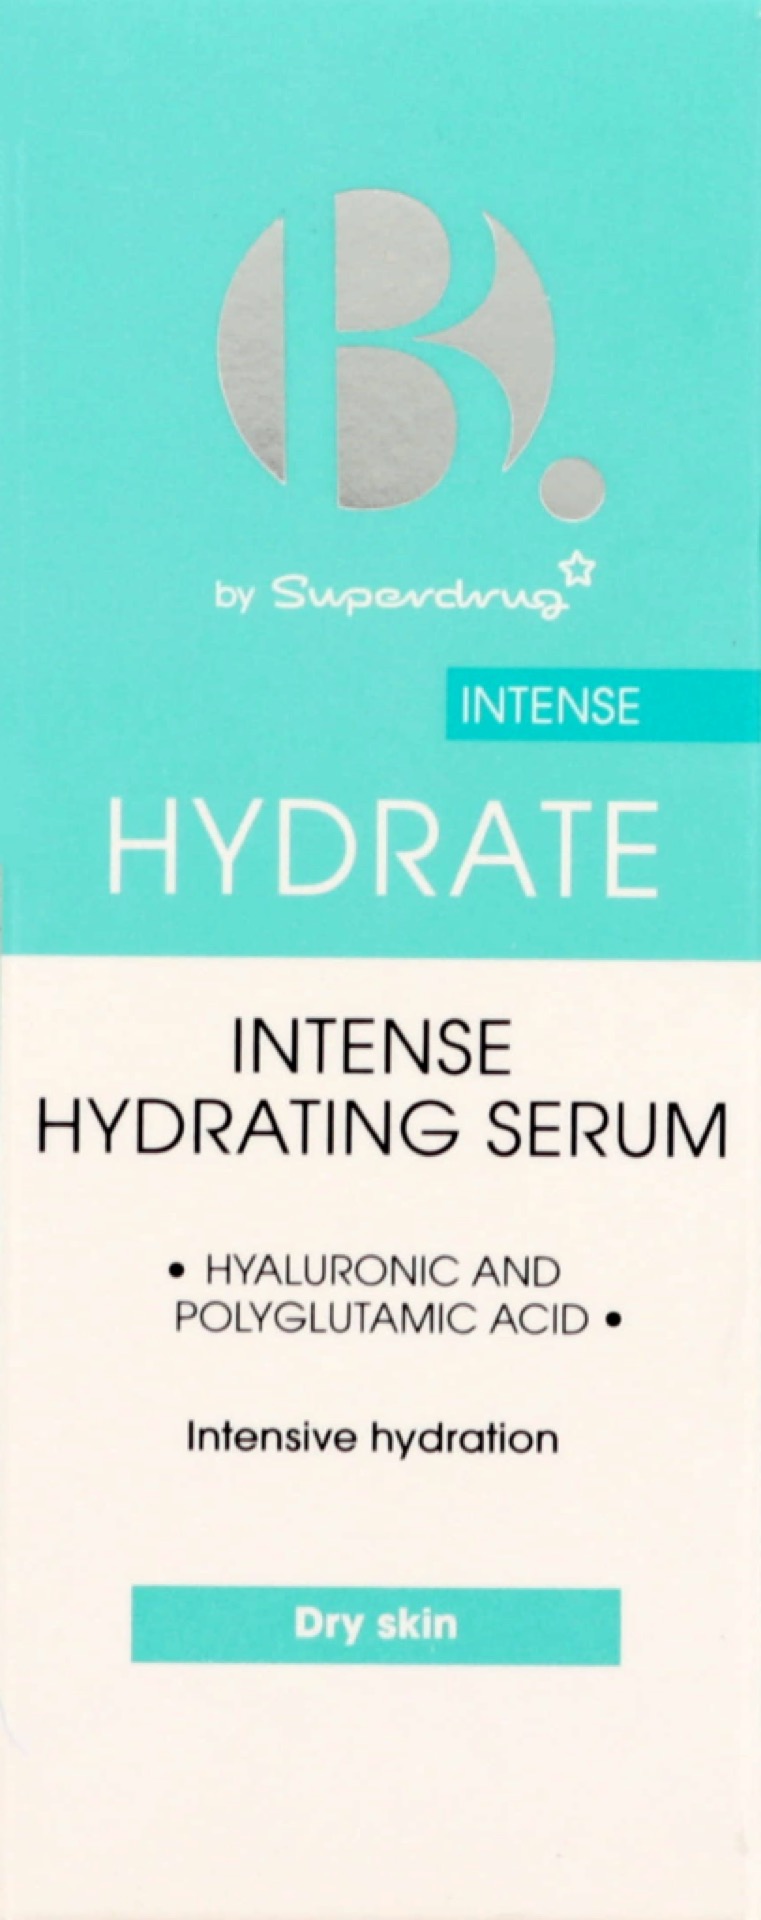 B.
by Superdrug
INTENSE
HYDRATE
INTENSE
HYDRATING SERUM
• HYALURONIC AND
POLYGLUTAMIC ACID •
Intensive hydration
Dry skin